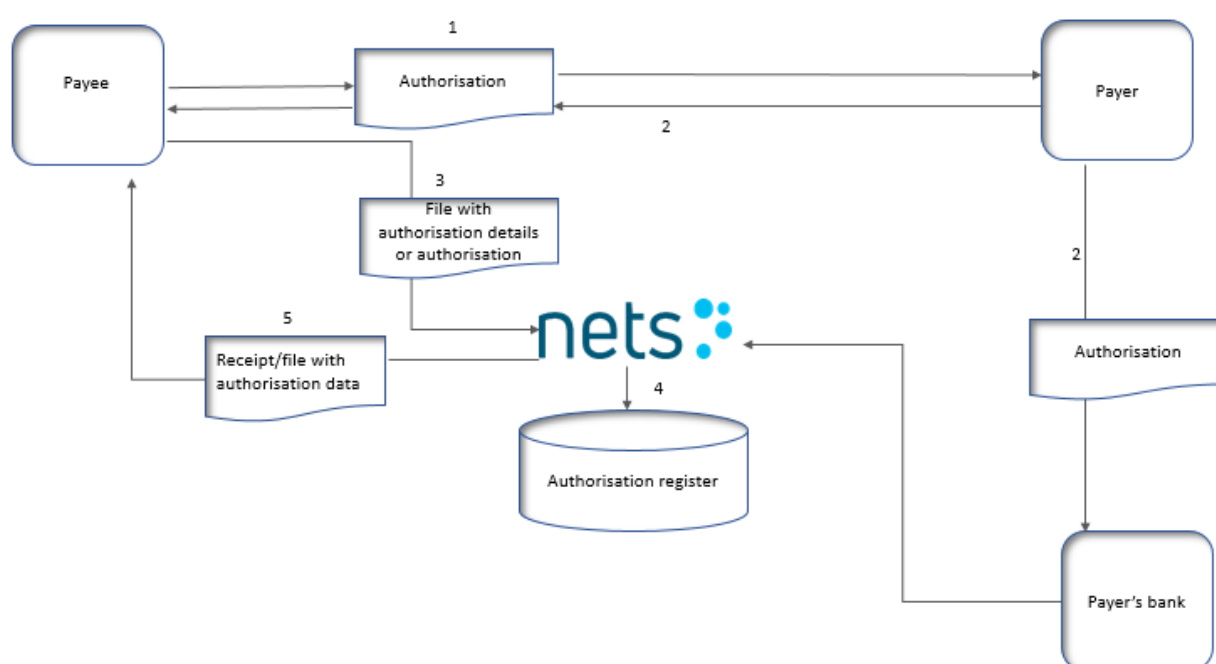 1
Payee
Authorisation
Payer
2
3
File with
authorisation details
or authorisation
2
5
nets
Receipt/file with
authorisation data
Authorisation
4
Authorisation register
Payer's bank